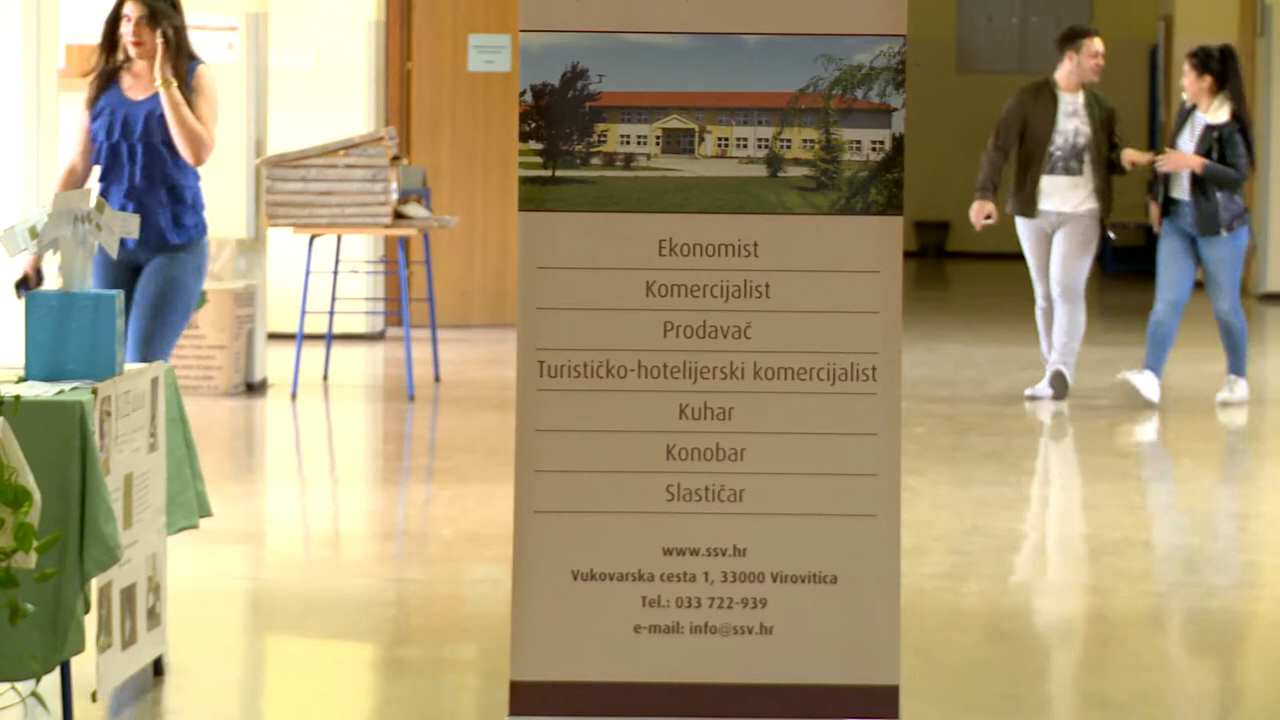 Ekonomist
Komercijalist
Prodavač
Turističko-hotelijerski komercijalist
Kuhar
Konobar
Slastičar
www.ssv.hr
Vukovarska cesta 1, 33000 Virovitica
Tel.: 033 722-939
e-mail: info@ssv.hr